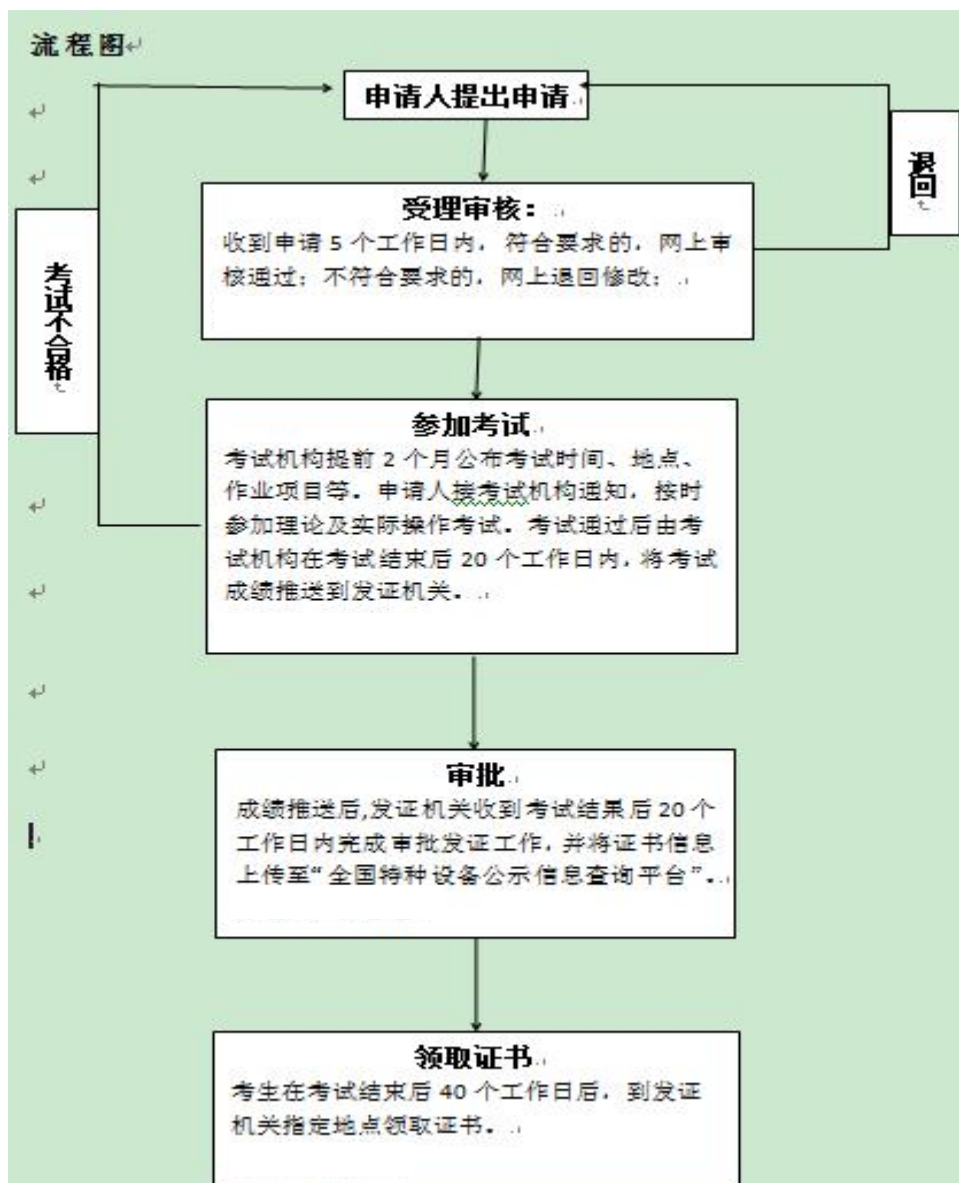 流程图
申请人提出申请
退回
受理审核：
收到申请 5 个工作日内，符合要求的，网上审
核通过；不符合要求的，网上退回修改；
考试不合格
参加考试
考试机构提前 2 个月公布考试时间、地点、
作业项目等。申请人按考试机构通知，按时
参加理论及实际操作考试。考试通过后由考
试机构在考试结束后 20 个工作日内，将考试
成绩推送到发证机关。
审批
成绩推送后,发证机关收到考试结果后 20 个
工作日内完成审批发证工作，并将证书信息
上传至“全国特种设备公示信息查询平台”。
领取证书
考生在考试结束后 40 个工作日后，到发证
机关指定地点领取证书。